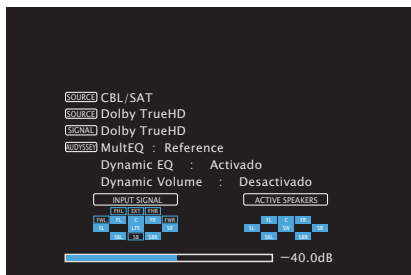 SOURCE CBL/SAT
SOURCE Dolby TrueHD
SIGNAL Dolby TrueHD
AUDYSSEY MultEQ : Reference
Dynamic EQ : Activado
Dynamic Volume : Desactivado
INPUT SIGNAL ACTIVE SPEAKERS
FHL EXT FHR
FWL FL C FR FWR FL C FR
SL LFE SR SL SW SR
SBL SB SBR SBL SBR
−40.0dB